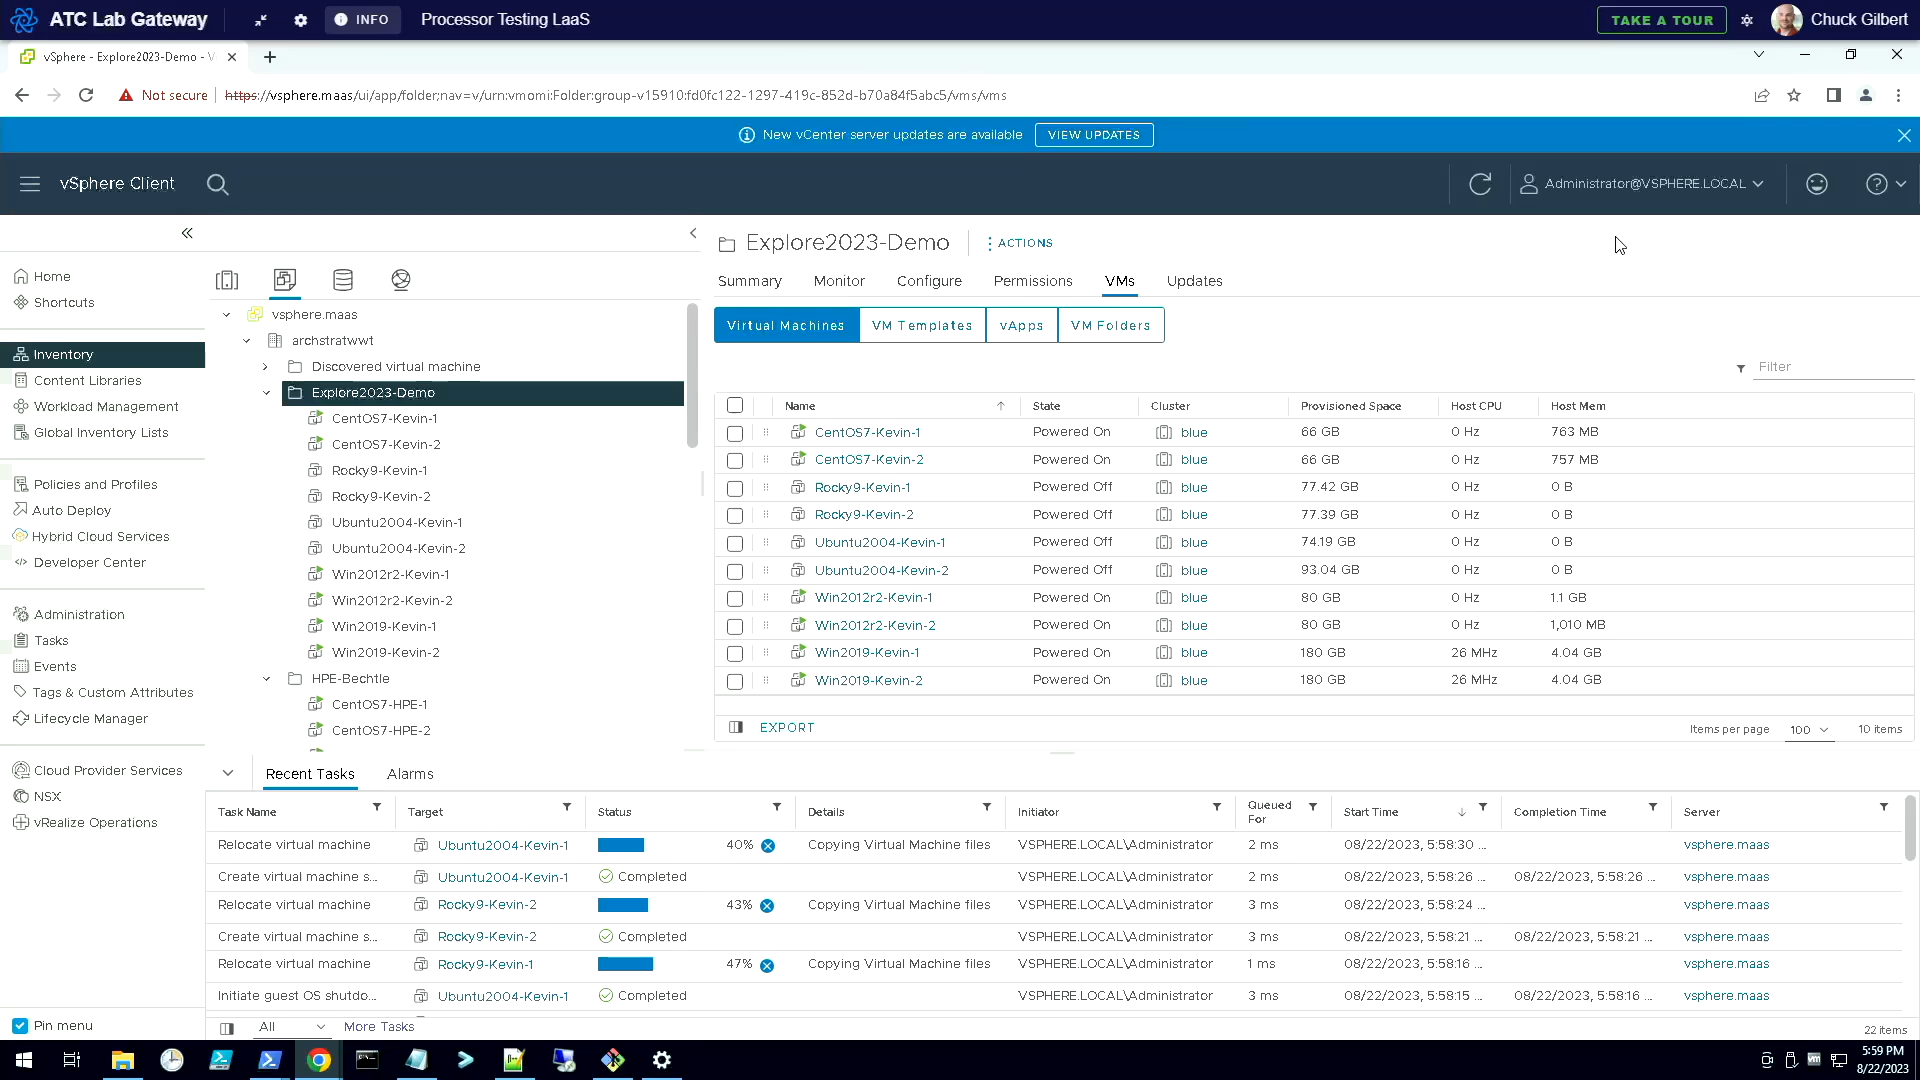 ATC Lab Gateway
INFO
Processor Testing LaaS
TAKE A TOUR
Chuck Gilbert
vSphere - Explore2023-Demo - V
Not secure
https://vsphere.maas/ui/app/folder;nav=v/urn:vmomi:Folder:group-v15910:fd0fc122-1297-419c-852d-b70a84f5abc5/vms/vms
New vCenter server updates are available
VIEW UPDATES
vSphere Client
Administrator@VSPHERE.LOCAL
Home
Shortcuts
Inventory
Content Libraries
Workload Management
Global Inventory Lists
Policies and Profiles
Auto Deploy
Hybrid Cloud Services
Developer Center
Administration
Tasks
Events
Tags & Custom Attributes
Lifecycle Manager
Cloud Provider Services
NSX
vRealize Operations
Pin menu
vsphere.maas
archstratwwt
Discovered virtual machine
Explore2023-Demo
CentOS7-Kevin-1
CentOS7-Kevin-2
Rocky9-Kevin-1
Rocky9-Kevin-2
Ubuntu2004-Kevin-1
Ubuntu2004-Kevin-2
Win2012r2-Kevin-1
Win2012r2-Kevin-2
Win2019-Kevin-1
Win2019-Kevin-2
HPE-Bechtle
CentOS7-HPE-1
CentOS7-HPE-2
Explore2023-Demo
ACTIONS
Summary Monitor Configure Permissions VMs Updates
Virtual Machines VM Templates vApps VM Folders
Filter
Name State Cluster Provisioned Space Host CPU Host Mem
CentOS7-Kevin-1 Powered On blue 66 GB 0 Hz 763 MB
CentOS7-Kevin-2 Powered On blue 66 GB 0 Hz 757 MB
Rocky9-Kevin-1 Powered Off blue 77.42 GB 0 Hz 0 B
Rocky9-Kevin-2 Powered Off blue 77.39 GB 0 Hz 0 B
Ubuntu2004-Kevin-1 Powered Off blue 74.19 GB 0 Hz 0 B
Ubuntu2004-Kevin-2 Powered Off blue 93.04 GB 0 Hz 0 B
Win2012r2-Kevin-1 Powered On blue 80 GB 0 Hz 1.1 GB
Win2012r2-Kevin-2 Powered On blue 80 GB 0 Hz 1,010 MB
Win2019-Kevin-1 Powered On blue 180 GB 26 MHz 4.04 GB
Win2019-Kevin-2 Powered On blue 180 GB 26 MHz 4.04 GB
EXPORT
Items per page 100 10 items
Recent Tasks Alarms
Task Name Target Status Details Initiator Queued For Start Time Completion Time Server
Relocate virtual machine Ubuntu2004-Kevin-1 40% Copying Virtual Machine files VSPHERE.LOCAL\Administrator 2 ms 08/22/2023, 5:58:30 ... vsphere.maas
Create virtual machine s... Ubuntu2004-Kevin-1 Completed VSPHERE.LOCAL\Administrator 2 ms 08/22/2023, 5:58:26 ... 08/22/2023, 5:58:26 ... vsphere.maas
Relocate virtual machine Rocky9-Kevin-2 43% Copying Virtual Machine files VSPHERE.LOCAL\Administrator 3 ms 08/22/2023, 5:58:24 ... vsphere.maas
Create virtual machine s... Rocky9-Kevin-2 Completed VSPHERE.LOCAL\Administrator 3 ms 08/22/2023, 5:58:21 ... 08/22/2023, 5:58:21 ... vsphere.maas
Relocate virtual machine Rocky9-Kevin-1 47% Copying Virtual Machine files VSPHERE.LOCAL\Administrator 1 ms 08/22/2023, 5:58:16 ... vsphere.maas
Initiate guest OS shutdo... Ubuntu2004-Kevin-1 Completed VSPHERE.LOCAL\Administrator 3 ms 08/22/2023, 5:58:15 ... 08/22/2023, 5:58:16 ... vsphere.maas
All More Tasks
22 items
5:59 PM
8/22/2023